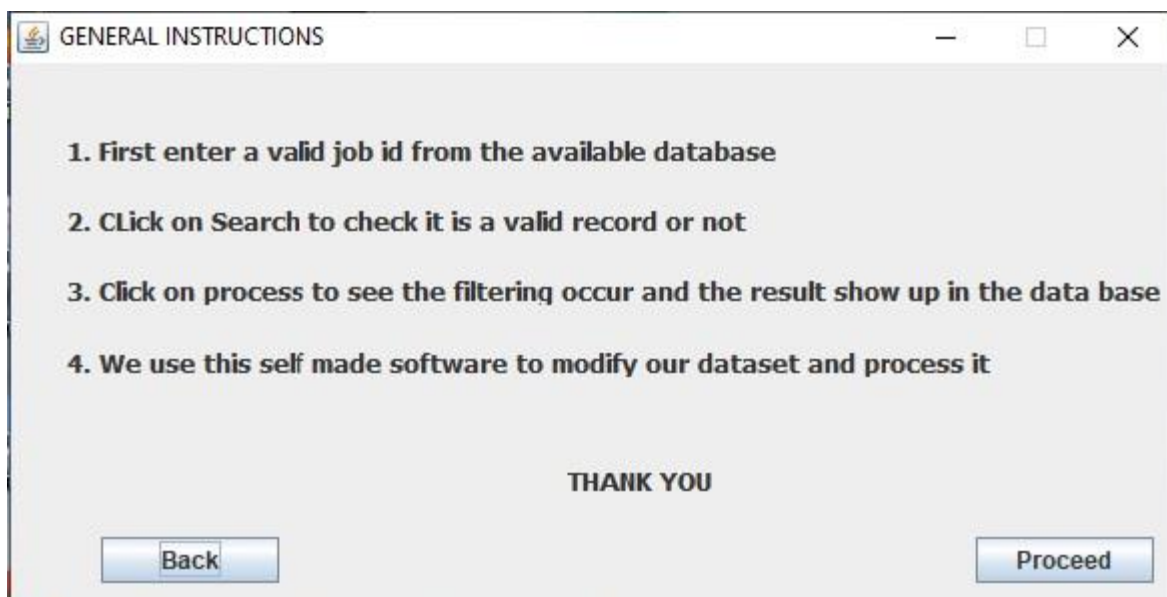 GENERAL INSTRUCTIONS
1. First enter a valid job id from the available database
2. CLick on Search to check it is a valid record or not
3. Click on process to see the filtering occur and the result show up in the data base
4. We use this self made software to modify our dataset and process it
THANK YOU
Back
Proceed